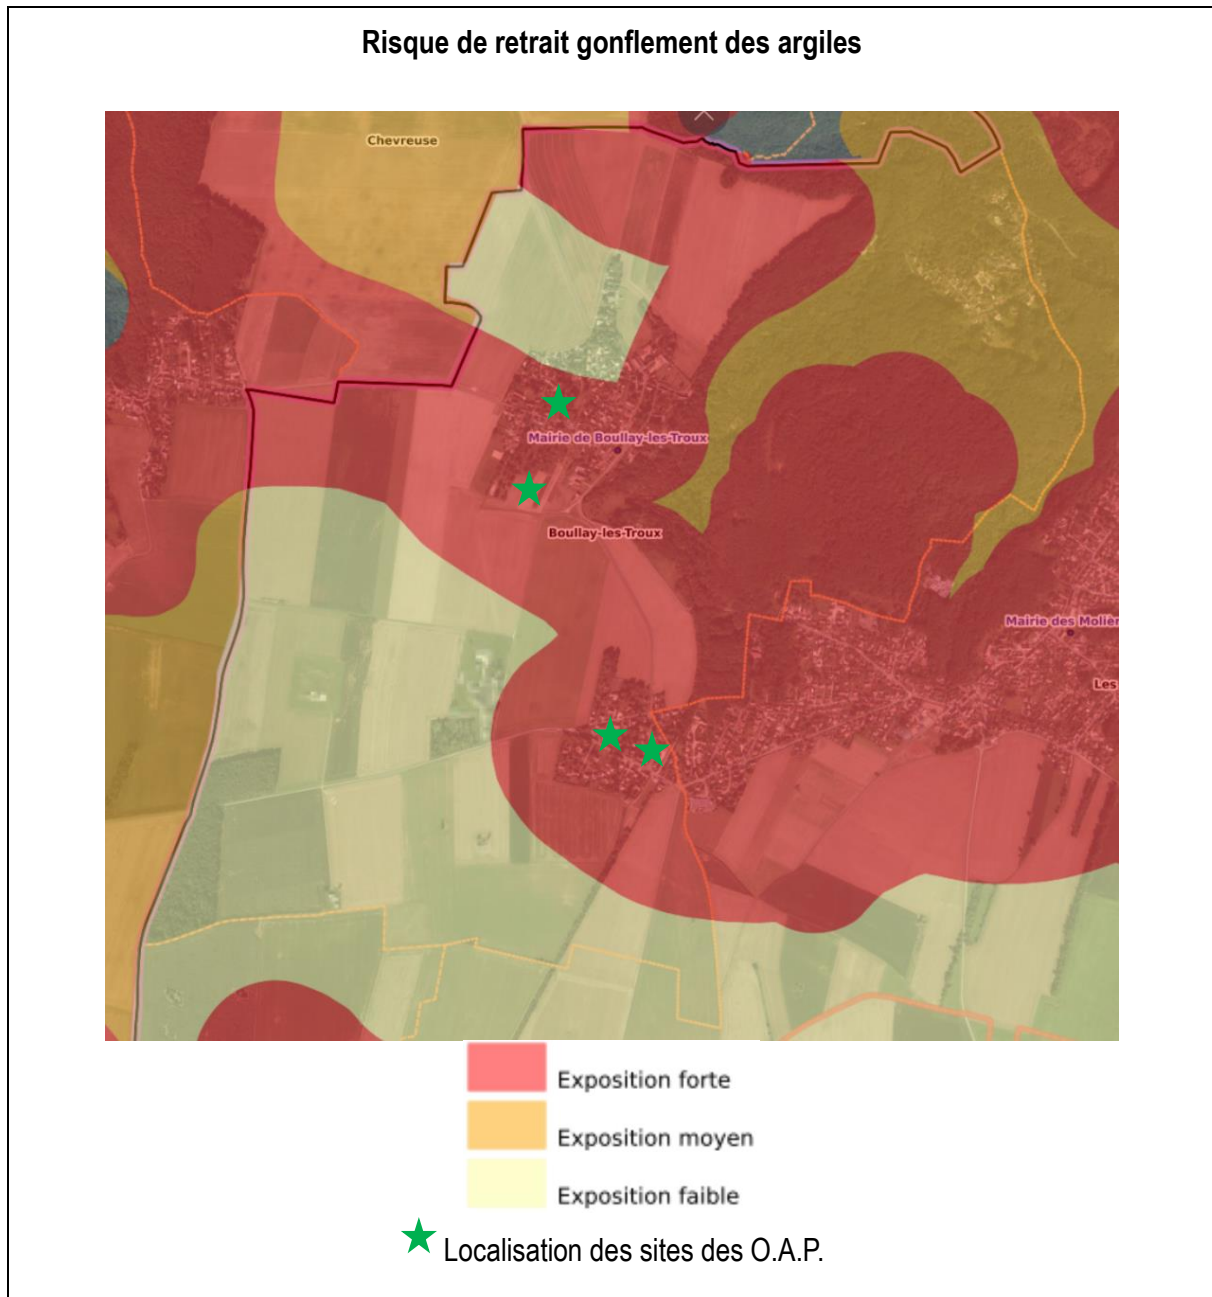 Risque de retrait gonflement des argiles
Chevreuse
Mairie de Boullay-les-Troux
Boullay-les-Troux
Mairie des Molièr
Les
Exposition forte
Exposition moyen
Exposition faible
Localisation des sites des O.A.P.